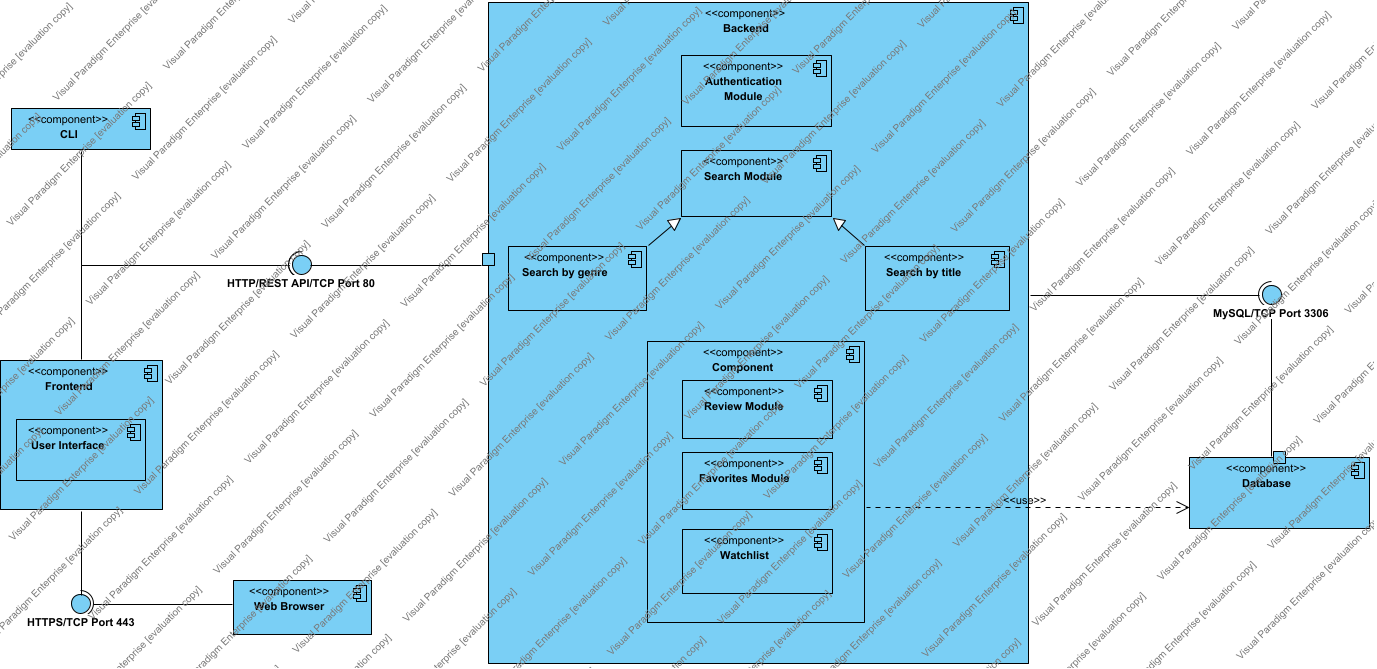 <<component>>
Backend
<<component>>
Authentication
Module
<<component>>
CLI
<<component>>
Search Module
<<component>>
Search by genre
<<component>>
Search by title
HTTP/REST API/TCP Port 80
MySQL/TCP Port 3306
<<component>>
Component
<<component>>
Frontend
<<component>>
Review Module
<<component>>
User Interface
<<component>>
Favorites Module
<<component>>
Database
<<use>>
<<component>>
Watchlist
<<component>>
Web Browser
HTTPS/TCP Port 443
Visual Paradigm Enterprise [evaluation copy]